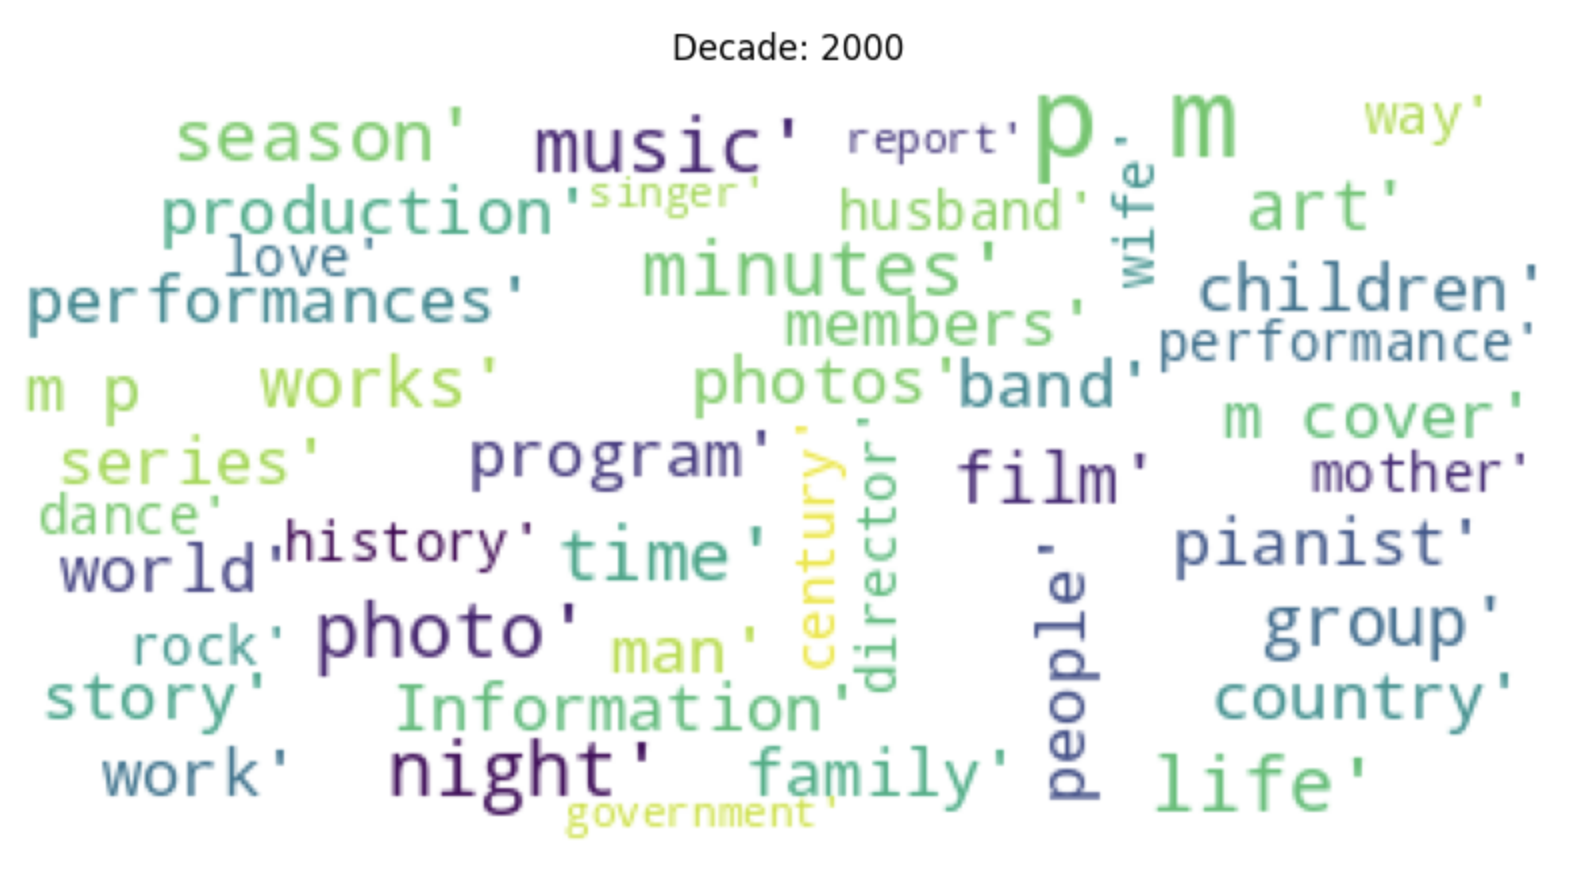 Decade: 2000
season' music' report' p m way'
production' singer' husband' wife' art'
love' minutes' children'
performances' members' performance'
m p works' photos' band' m cover'
series' program' century' director' film' mother'
dance' history' time' people' pianist'
world'
rock' photo' man' group'
story' Information' country'
work' night' family' life'
government'